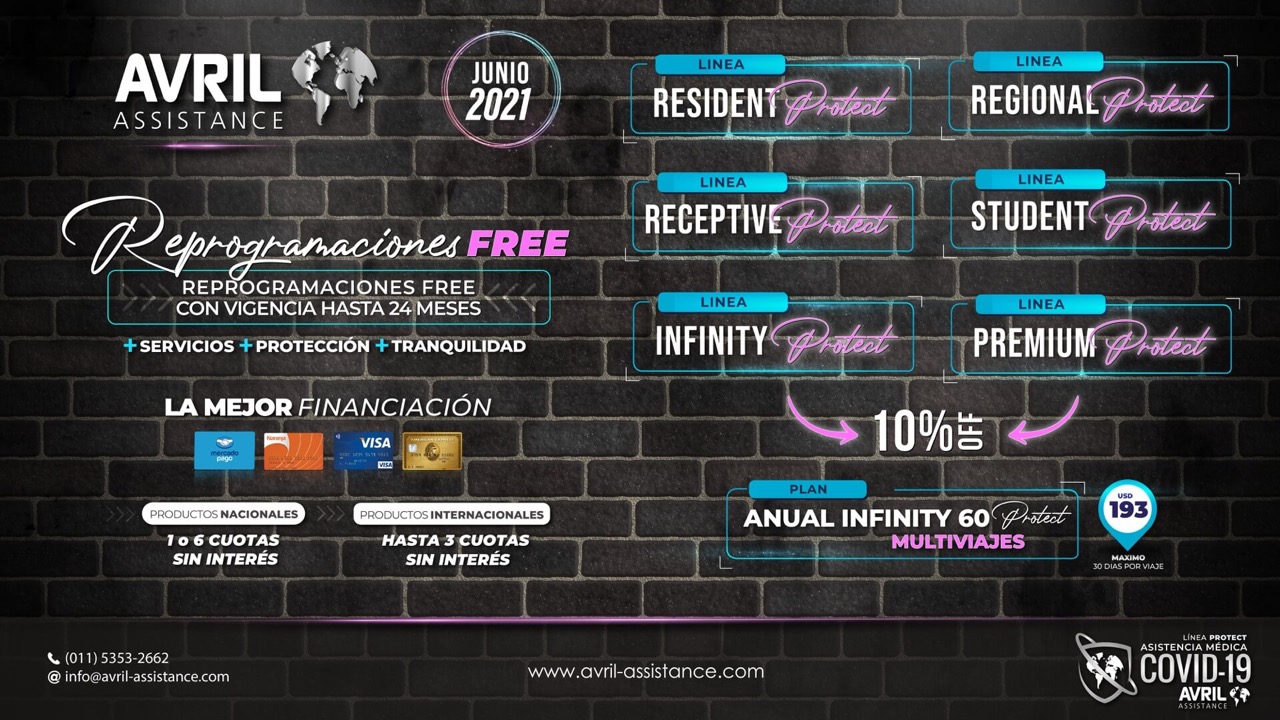 AVRIL
ASSISTANCE
JUNIO
2021
Reprogramaciones FREE
REPROGRAMACIONES FREE
CON VIGENCIA HASTA 24 MESES
+SERVICIOS +PROTECCIÓN +TRANQUILIDAD
LA MEJOR FINANCIACIÓN
mercado
pago
Naranja
VISA
VISA
AMERICAN EXPRESS
PRODUCTOS NACIONALES
1 o 6 CUOTAS
SIN INTERÉS
PRODUCTOS INTERNACIONALES
HASTA 3 CUOTAS
SIN INTERÉS
LINEA
RESIDENT Protect
LINEA
REGIONAL Protect
LINEA
RECEPTIVE Protect
LINEA
STUDENT Protect
LINEA
INFINITY Protect
LINEA
PREMIUM Protect
10% OFF
PLAN
ANUAL INFINITY 60 Protect
MULTIVIAJES
USD
193
MAXIMO
30 DIAS POR VIAJE
(011) 5353-2662
info@avril-assistance.com
www.avril-assistance.com
LÍNEA PROTECT
ASISTENCIA MÉDICA
COVID-19
AVRIL
ASSISTANCE